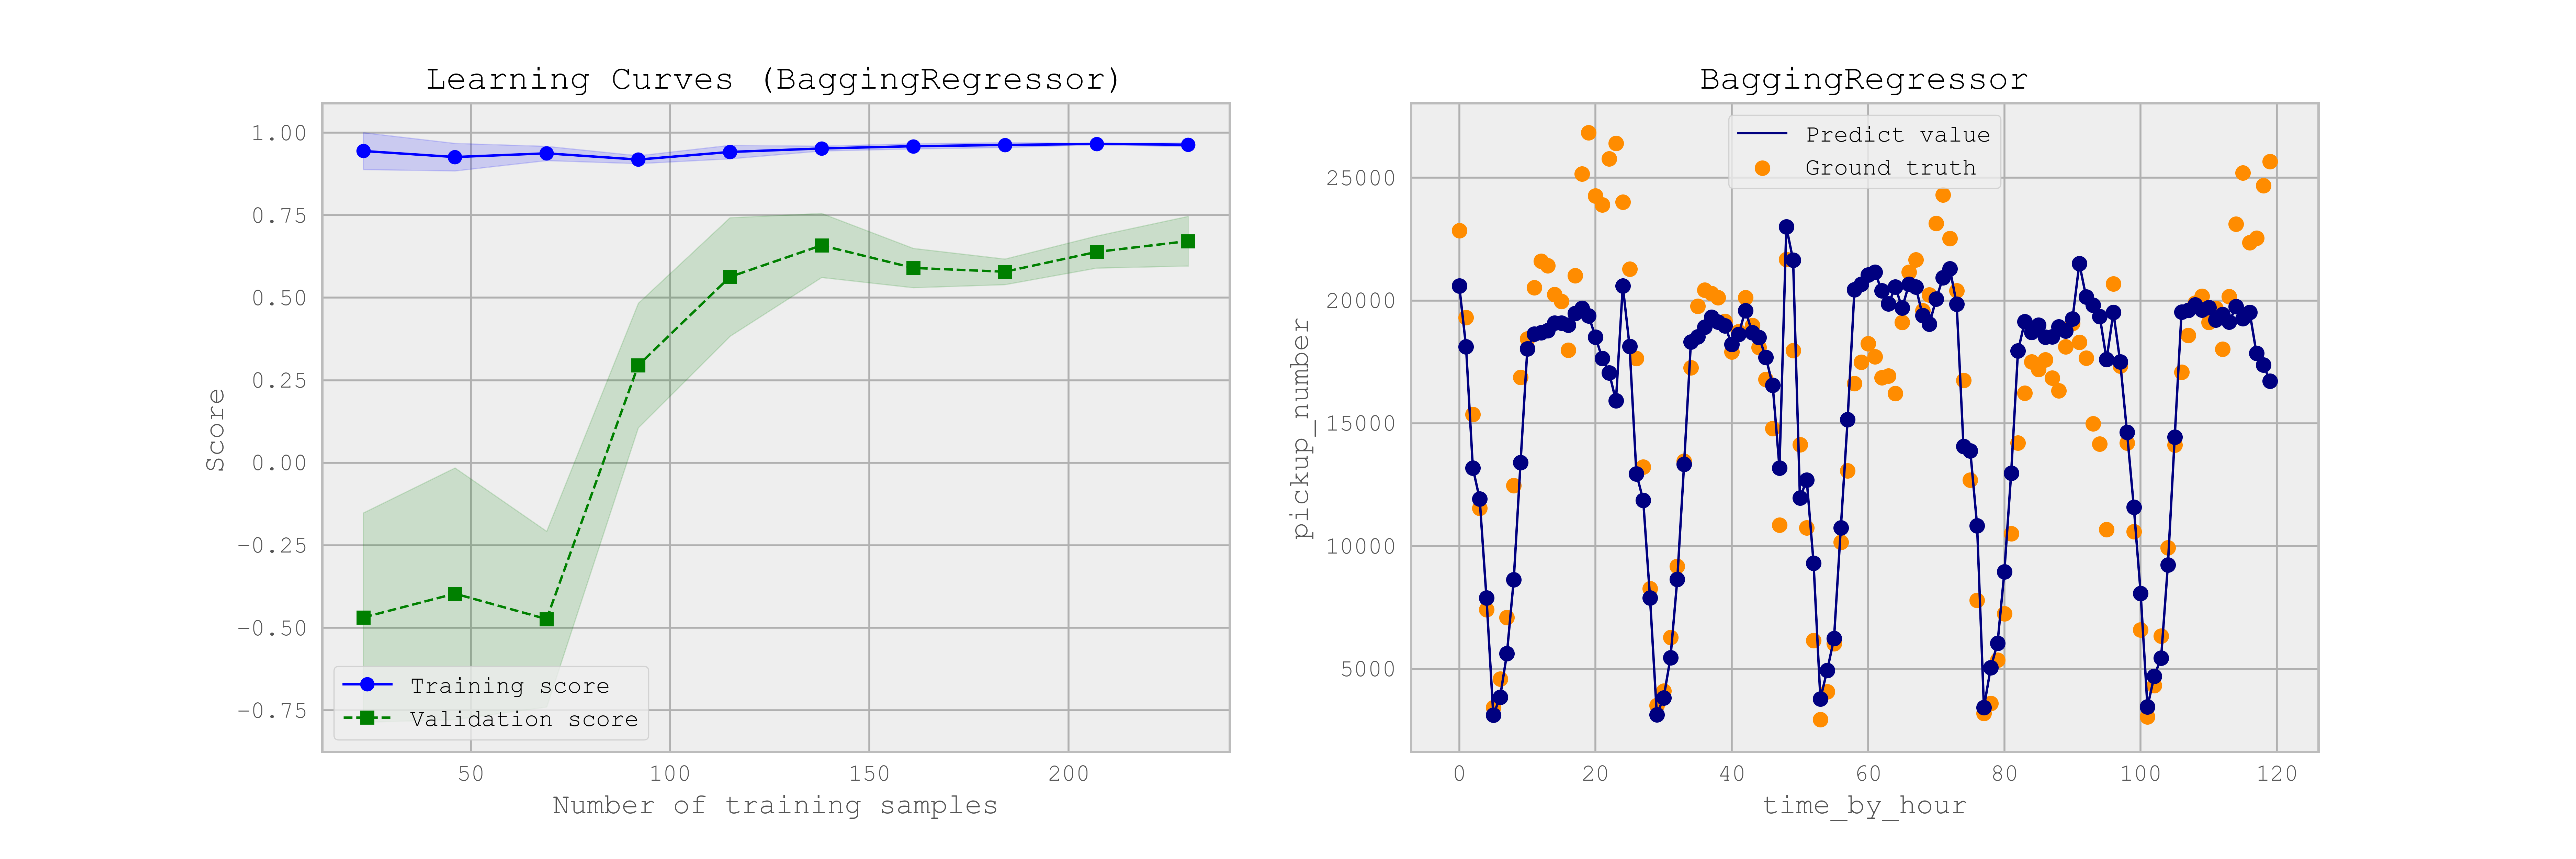 Learning Curves (BaggingRegressor)
1.00
0.75
0.50
0.25
0.00
−0.25
−0.50
−0.75
Score
Training score
Validation score
50 100 150 200
Number of training samples
BaggingRegressor
Predict value
Ground truth
25000
20000
15000
10000
5000
pickup_number
0 20 40 60 80 100 120
time_by_hour